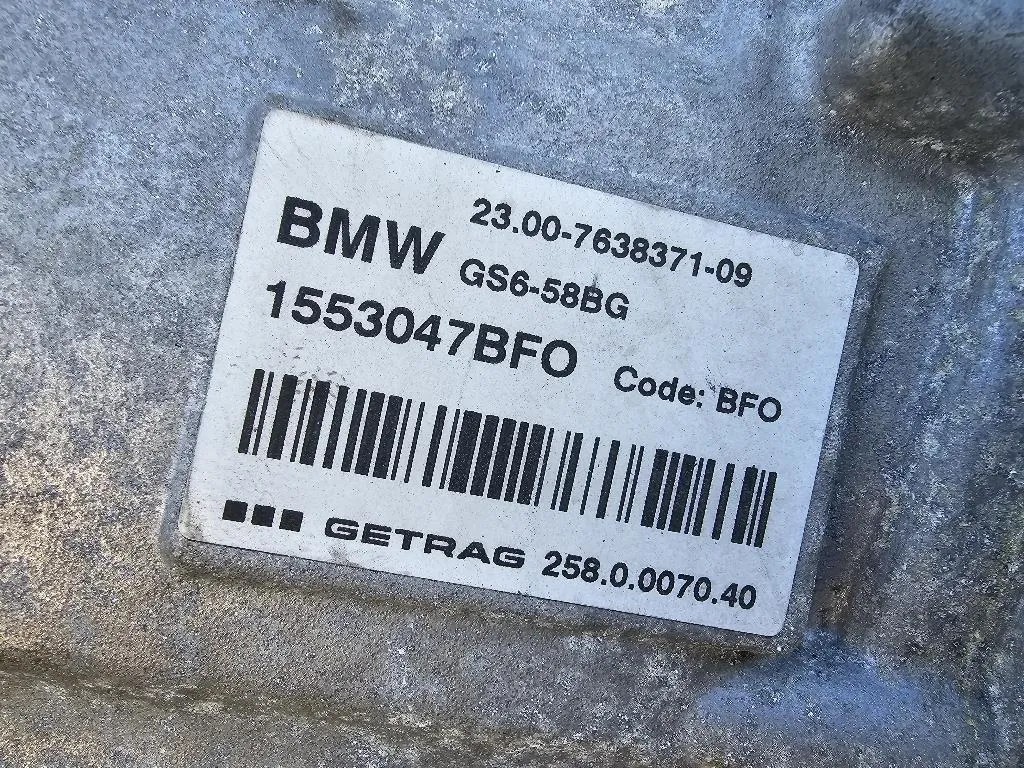 23.00-7638371-09
BMW GS6-58BG
1553047BFO Code: BFO
GETRAG 258.0.0070.40